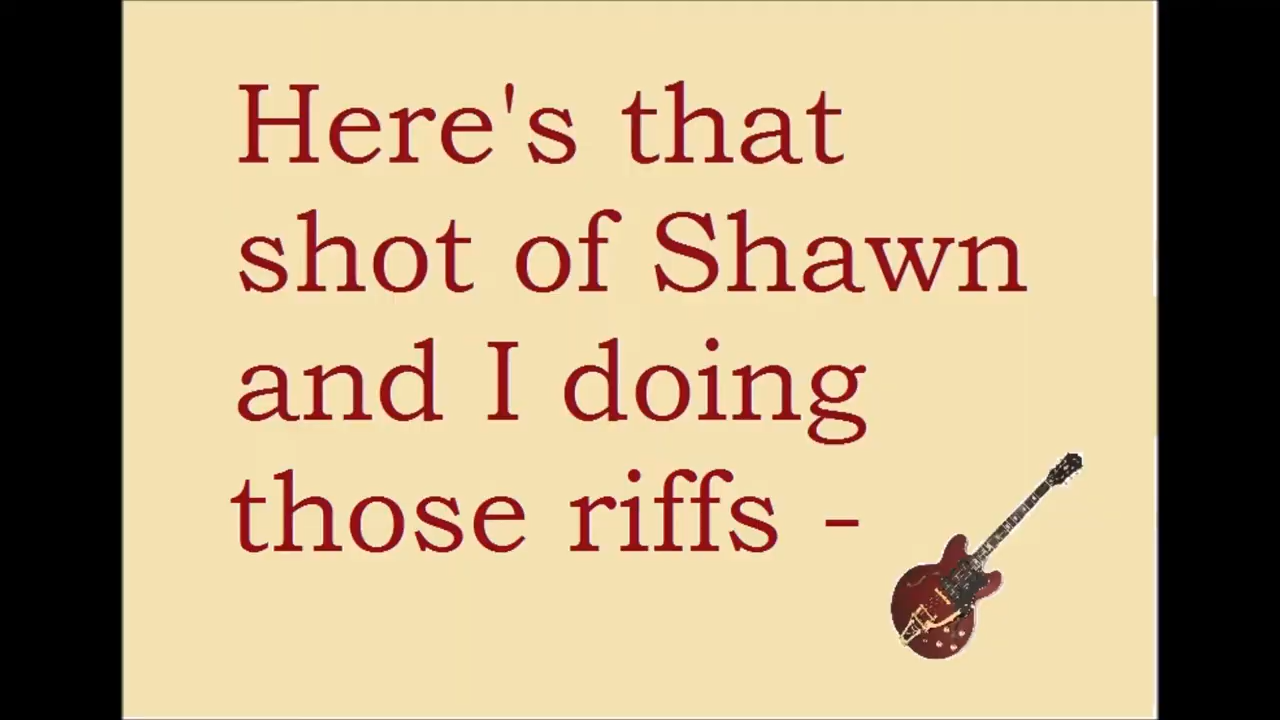 Here's that
shot of Shawn
and I doing
those riffs -